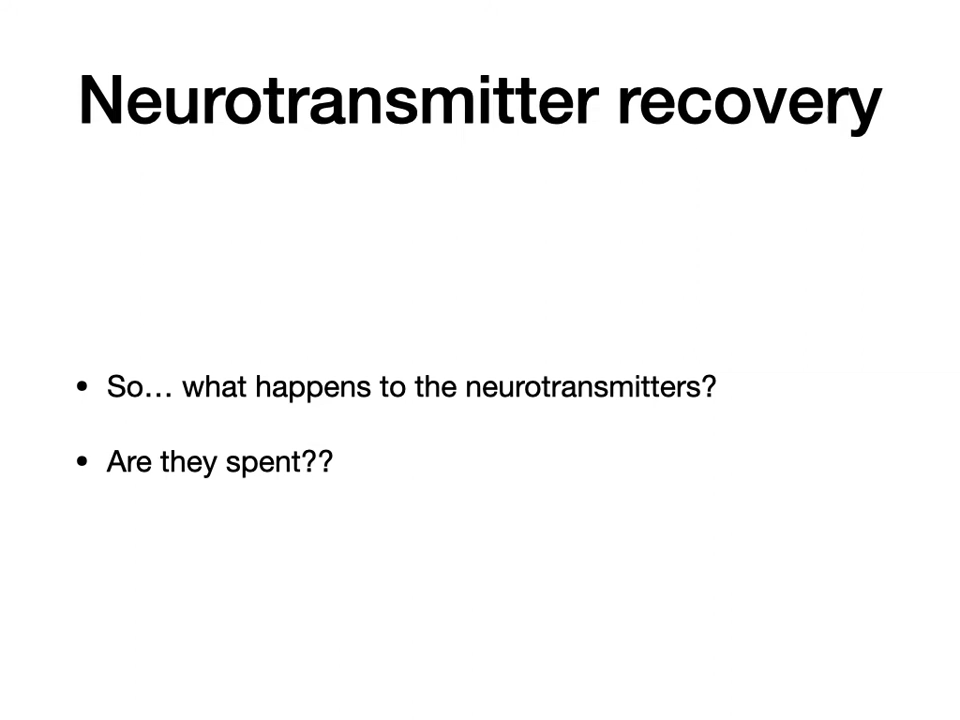 Neurotransmitter recovery
• So… what happens to the neurotransmitters?
• Are they spent??